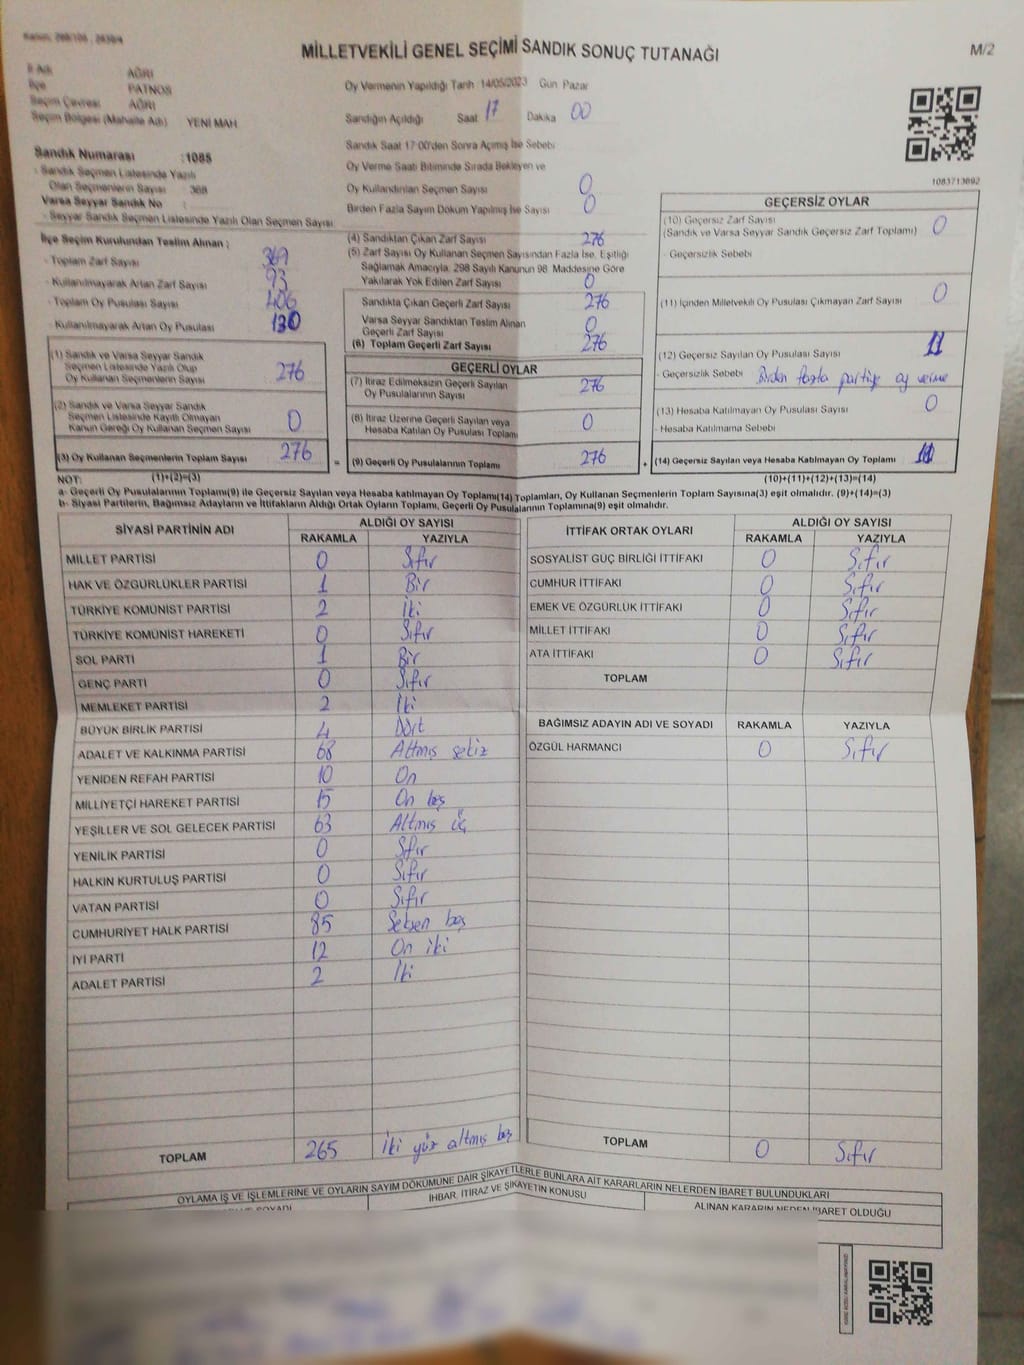 MİLLETVEKİLİ GENEL SEÇİMİ SANDIK SONUÇ TUTANAĞI
M/2
İl Adı AĞRI
İlçe PATNOS
Seçim Çevresi AĞRI
Seçim Bölgesi (Mahalle Adı) YENİ MAH
Sandık Numarası :1085
- Sandık Seçmen Listesinde Yazılı
Olan Seçmenlerin Sayısı : 368
Varsa Seyyar Sandık No :
- Seyyar Sandık Seçmen Listesinde Yazılı Olan Seçmen Sayısı
Oy Vermenin Yapıldığı Tarih 14/05/2023 Gün Pazar
Sandığın Açıldığı Saat 17 Dakika 00
Sandık Saat 17:00'den Sonra Açımış İse Sebebi
Oy Verme Saati Bitiminde Sırada Bekleyen ve
Oy Kullandırılan Seçmen Sayısı 0
Birden Fazla Sayım Döküm Yapılmış İse Sayısı 0
1083713692
İlçe Seçim Kurulundan Teslim Alınan ;
- Toplam Zarf Sayısı 369
- Kullanılmayarak Artan Zarf Sayısı 93
- Toplam Oy Pusulası Sayısı 406
- Kullanılmayarak Artan Oy Pusulası 130
(4) Sandıktan Çıkan Zarf Sayısı 276
(5) Zarf Sayısı Oy Kullanan Seçmen Sayısından Fazla İse, Eşitliği
Sağlamak Amacıyla, 298 Sayılı Kanunun 98. Maddesine Göre
Yakılarak Yok Edilen Zarf Sayısı 0
Sandıkta Çıkan Geçerli Zarf Sayısı 276
Varsa Seyyar Sandıktan Teslim Alınan
Geçerli Zarf Sayısı 0
(6) Toplam Geçerli Zarf Sayısı 276
GEÇERSİZ OYLAR
(10) Geçersiz Zarf Sayısı 0
(Sandık ve Varsa Seyyar Sandık Geçersiz Zarf Toplamı)
- Geçersizlik Sebebi
(11) İçinden Milletvekili Oy Pusulası Çıkmayan Zarf Sayısı 0
(12) Geçersiz Sayılan Oy Pusulası Sayısı 11
- Geçersizlik Sebebi Birden fazla partiye oy verme
(13) Hesaba Katılmayan Oy Pusulası Sayısı 0
- Hesaba Katılmama Sebebi
(14) Geçersiz Sayılan veya Hesaba Katılmayan Oy Toplamı 11
(1) Sandık ve Varsa Seyyar Sandık
Seçmen Listesinde Yazılı Olup
Oy Kullanan Seçmenlerin Sayısı 276
(2) Sandık ve Varsa Seyyar Sandık
Seçmen Listesinde Kayıtlı Olmayan
Kanun Gereği Oy Kullanan Seçmen Sayısı 0
(3) Oy Kullanan Seçmenlerin Toplam Sayısı 276
=
GEÇERLİ OYLAR
(7) İtiraz Edilmeksizin Geçerli Sayılan
Oy Pusulalarının Sayısı 276
(8) İtiraz Üzerine Geçerli Sayılan veya
Hesaba Katılan Oy Pusulası Toplamı 0
(9) Geçerli Oy Pusulalarının Toplamı 276
+
NOT: (1)+(2)=(3) (10)+(11)+(12)+(13)=(14)
a- Geçerli Oy Pusulalarının Toplamı(9) ile Geçersiz Sayılan veya Hesaba katılmayan Oy Toplamı(14) Toplamları, Oy Kullanan Seçmenlerin Toplam Sayısına(3) eşit olmalıdır. (9)+(14)=(3)
b- Siyasi Partilerin, Bağımsız Adayların ve İttifakların Aldığı Ortak Oyların Toplamı, Geçerli Oy Pusulalarının Toplamına(9) eşit olmalıdır.
SİYASİ PARTİNİN ADI ALDIĞI OY SAYISI
RAKAMLA YAZIYLA
MİLLET PARTİSİ 0 Sıfır
HAK VE ÖZGÜRLÜKLER PARTİSİ 1 Bir
TÜRKİYE KOMÜNİST PARTİSİ 2 İki
TÜRKİYE KOMÜNİST HAREKETİ 0 Sıfır
SOL PARTİ 1 Bir
GENÇ PARTİ 0 Sıfır
MEMLEKET PARTİSİ 2 İki
BÜYÜK BİRLİK PARTİSİ 4 Dört
ADALET VE KALKINMA PARTİSİ 68 Altmış sekiz
YENİDEN REFAH PARTİSİ 10 On
MİLLİYETÇİ HAREKET PARTİSİ 15 On beş
YEŞİLLER VE SOL GELECEK PARTİSİ 63 Altmış üç
YENİLİK PARTİSİ 0 Sıfır
HALKIN KURTULUŞ PARTİSİ 0 Sıfır
VATAN PARTİSİ 0 Sıfır
CUMHURİYET HALK PARTİSİ 85 Seksen beş
İYİ PARTİ 12 On iki
ADALET PARTİSİ 2 İki
TOPLAM 265 İki yüz altmış beş
İTTİFAK ORTAK OYLARI ALDIĞI OY SAYISI
RAKAMLA YAZIYLA
SOSYALİST GÜÇ BİRLİĞİ İTTİFAKI 0 Sıfır
CUMHUR İTTİFAKI 0 Sıfır
EMEK VE ÖZGÜRLÜK İTTİFAKI 0 Sıfır
MİLLET İTTİFAKI 0 Sıfır
ATA İTTİFAKI 0 Sıfır
TOPLAM
BAĞIMSIZ ADAYIN ADI VE SOYADI RAKAMLA YAZIYLA
ÖZGÜL HARMANCI 0 Sıfır
TOPLAM 0 Sıfır
OYLAMA İŞ VE İŞLEMLERİNE VE OYLARIN SAYIM DÖKÜMÜNE DAİR ŞİKAYETLERLE BUNLARA AİT KARARLARIN NELERDEN İBARET BULUNDUKLARI
SOYADI İHBAR, İTİRAZ VE ŞİKAYETİN KONUSU ALINAN KARARIN NEDEN İBARET OLDUĞU